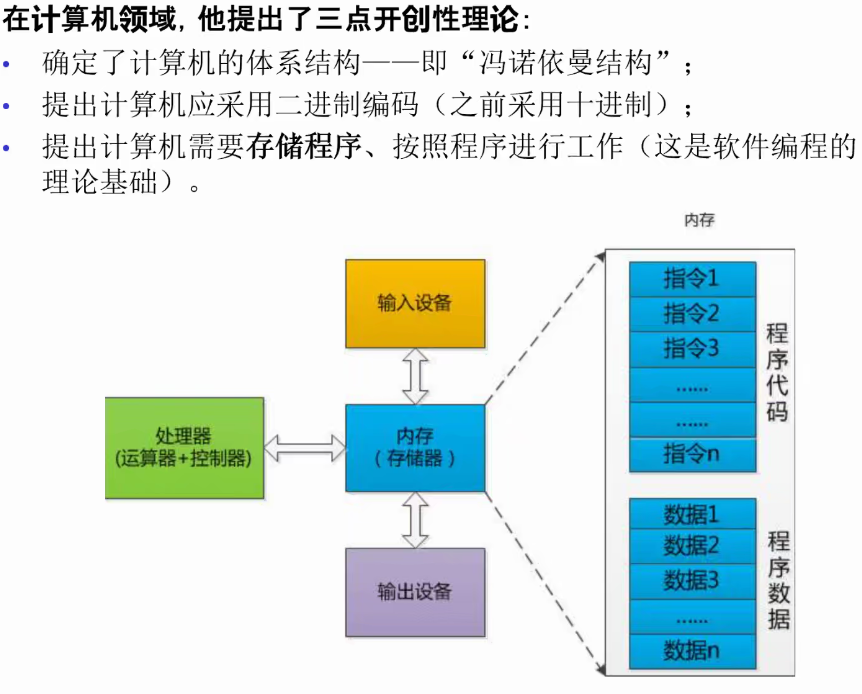 在计算机领域, 他提出了三点开创性理论:
• 确定了计算机的体系结构——即“冯诺依曼结构”;
• 提出计算机应采用二进制编码（之前采用十进制）;
• 提出计算机需要存储程序、按照程序进行工作（这是软件编程的
理论基础）。
内存
输入设备
处理器
(运算器+控制器)
内存
( 存储器 )
输出设备
指令1
指令2
指令3
......
......
指令n
程序代码
数据1
数据2
数据3
......
数据n
程序数据